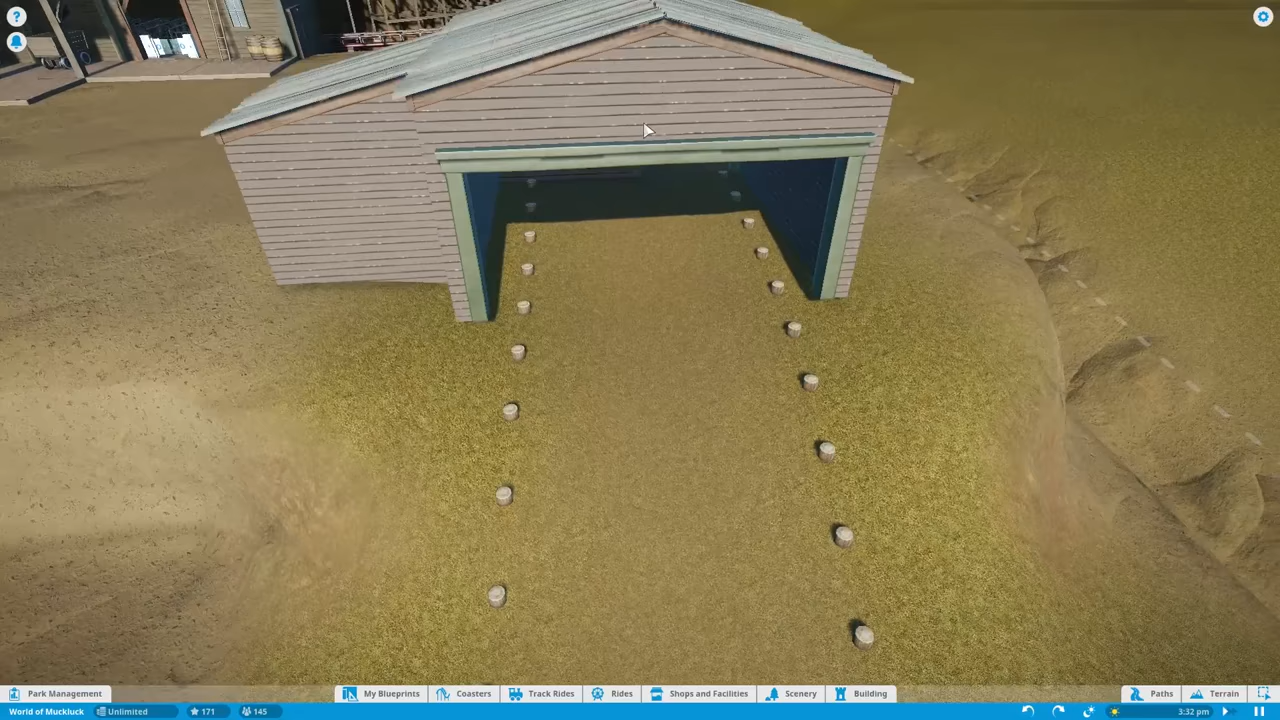 ?
Park Management
My Blueprints
Coasters
Track Rides
Rides
Shops and Facilities
Scenery
Building
Paths
Terrain
World of Muckluck
Unlimited
171
145
3:32 pm